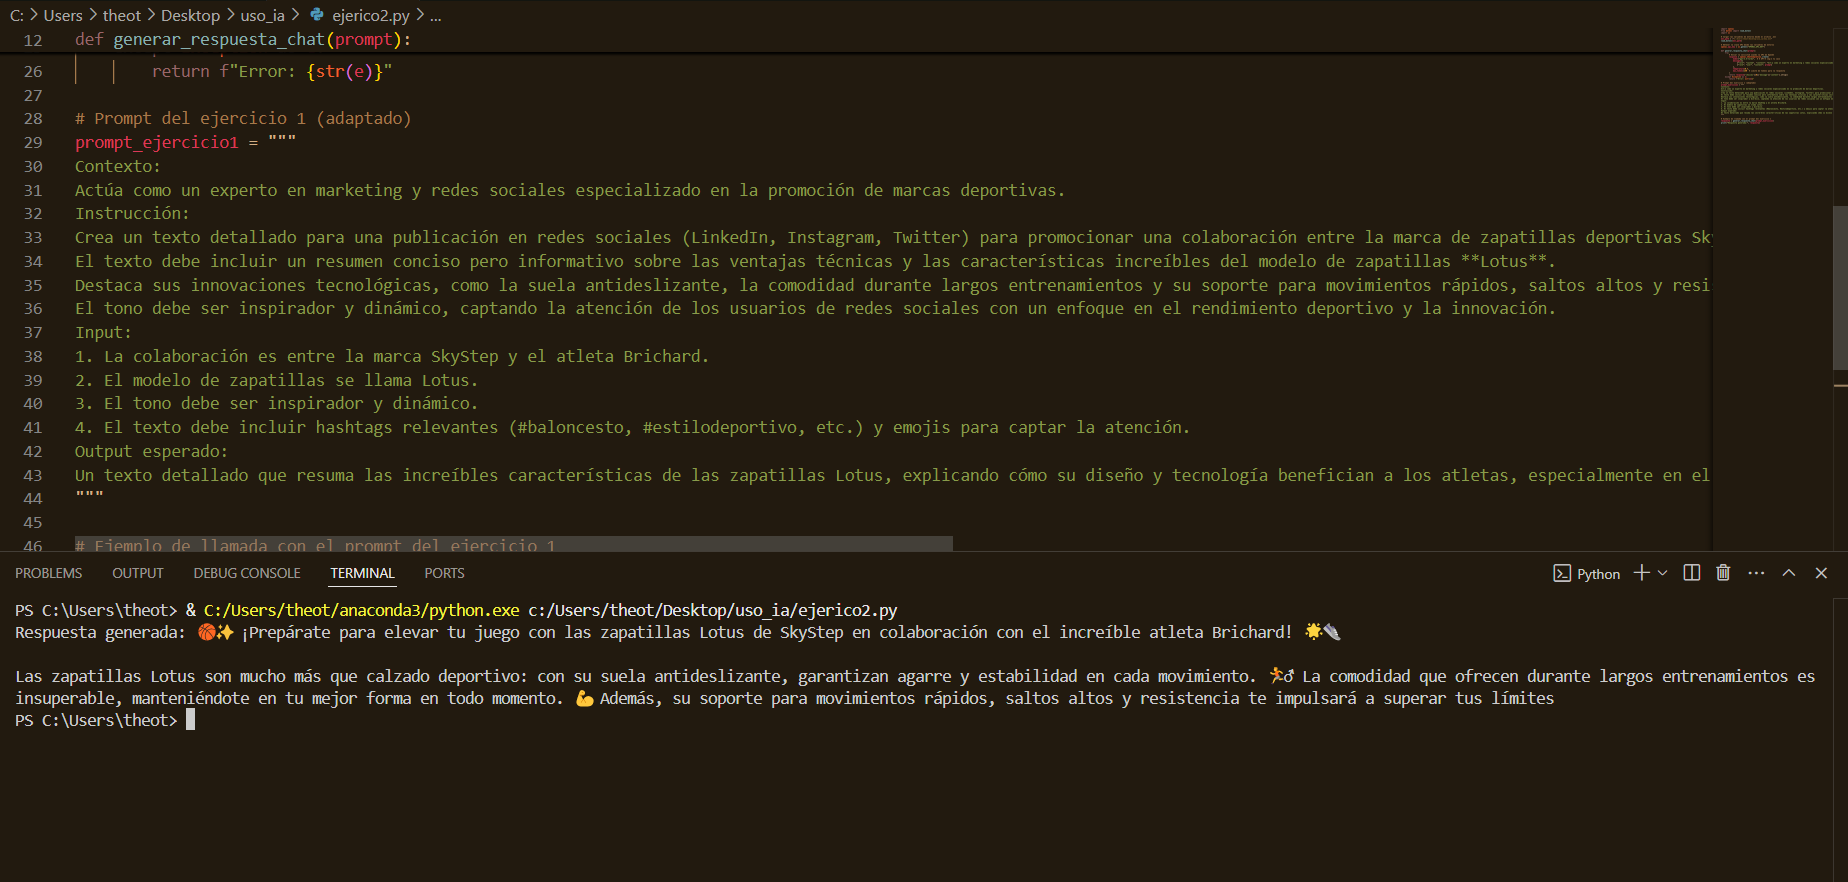 C: > Users > theot > Desktop > uso_ia > ejerico2.py > ...
12 def generar_respuesta_chat(prompt):
26 return f"Error: {str(e)}"
27
28 # Prompt del ejercicio 1 (adaptado)
29 prompt_ejercicio1 = """
30 Contexto:
31 Actúa como un experto en marketing y redes sociales especializado en la promoción de marcas deportivas.
32 Instrucción:
33 Crea un texto detallado para una publicación en redes sociales (LinkedIn, Instagram, Twitter) para promocionar una colaboración entre la marca de zapatillas deportivas Sk
34 El texto debe incluir un resumen conciso pero informativo sobre las ventajas técnicas y las características increíbles del modelo de zapatillas **Lotus**.
35 Destaca sus innovaciones tecnológicas, como la suela antideslizante, la comodidad durante largos entrenamientos y su soporte para movimientos rápidos, saltos altos y resi
36 El tono debe ser inspirador y dinámico, captando la atención de los usuarios de redes sociales con un enfoque en el rendimiento deportivo y la innovación.
37 Input:
38 1. La colaboración es entre la marca SkyStep y el atleta Brichard.
39 2. El modelo de zapatillas se llama Lotus.
40 3. El tono debe ser inspirador y dinámico.
41 4. El texto debe incluir hashtags relevantes (#baloncesto, #estilodeportivo, etc.) y emojis para captar la atención.
42 Output esperado:
43 Un texto detallado que resuma las increíbles características de las zapatillas Lotus, explicando cómo su diseño y tecnología benefician a los atletas, especialmente en el
44 """
45
46 # Ejemplo de llamada con el prompt del ejercicio 1
PROBLEMS OUTPUT DEBUG CONSOLE TERMINAL PORTS Python
PS C:\Users\theot> & C:/Users/theot/anaconda3/python.exe c:/Users/theot/Desktop/uso_ia/ejerico2.py
Respuesta generada: 🏀✨ ¡Prepárate para elevar tu juego con las zapatillas Lotus de SkyStep en colaboración con el increíble atleta Brichard! 🌟👟
Las zapatillas Lotus son mucho más que calzado deportivo: con su suela antideslizante, garantizan agarre y estabilidad en cada movimiento. 🏃♂ La comodidad que ofrecen durante largos entrenamientos es
insuperable, manteniéndote en tu mejor forma en todo momento. 💪 Además, su soporte para movimientos rápidos, saltos altos y resistencia te impulsará a superar tus límites
PS C:\Users\theot>